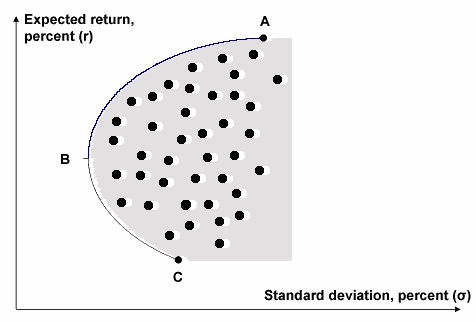 Expected return,
percent (r)
A
B
C
Standard deviation, percent (σ)